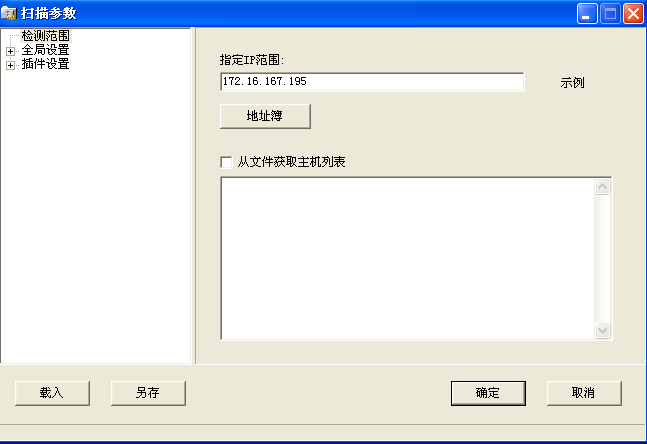 扫描参数
检测范围
全局设置
插件设置
指定IP范围:
172.16.167.195
示例
地址簿
从文件获取主机列表
载入
另存
确定
取消